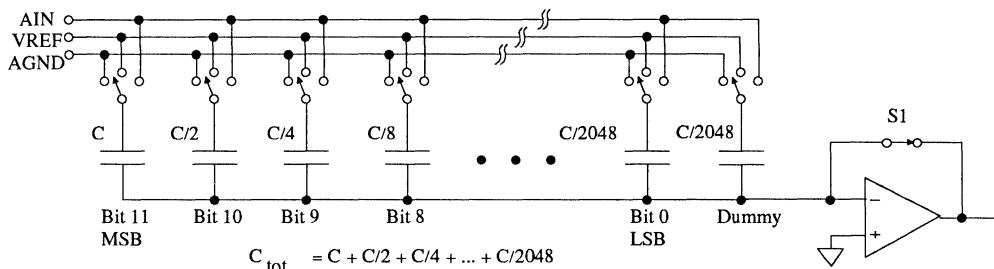 AIN
VREF
AGND
C
C/2
C/4
C/8
C/2048
C/2048
S1
Bit 11
MSB
Bit 10
Bit 9
Bit 8
Bit 0
LSB
Dummy
−
+
C tot = C + C/2 + C/4 + ... + C/2048